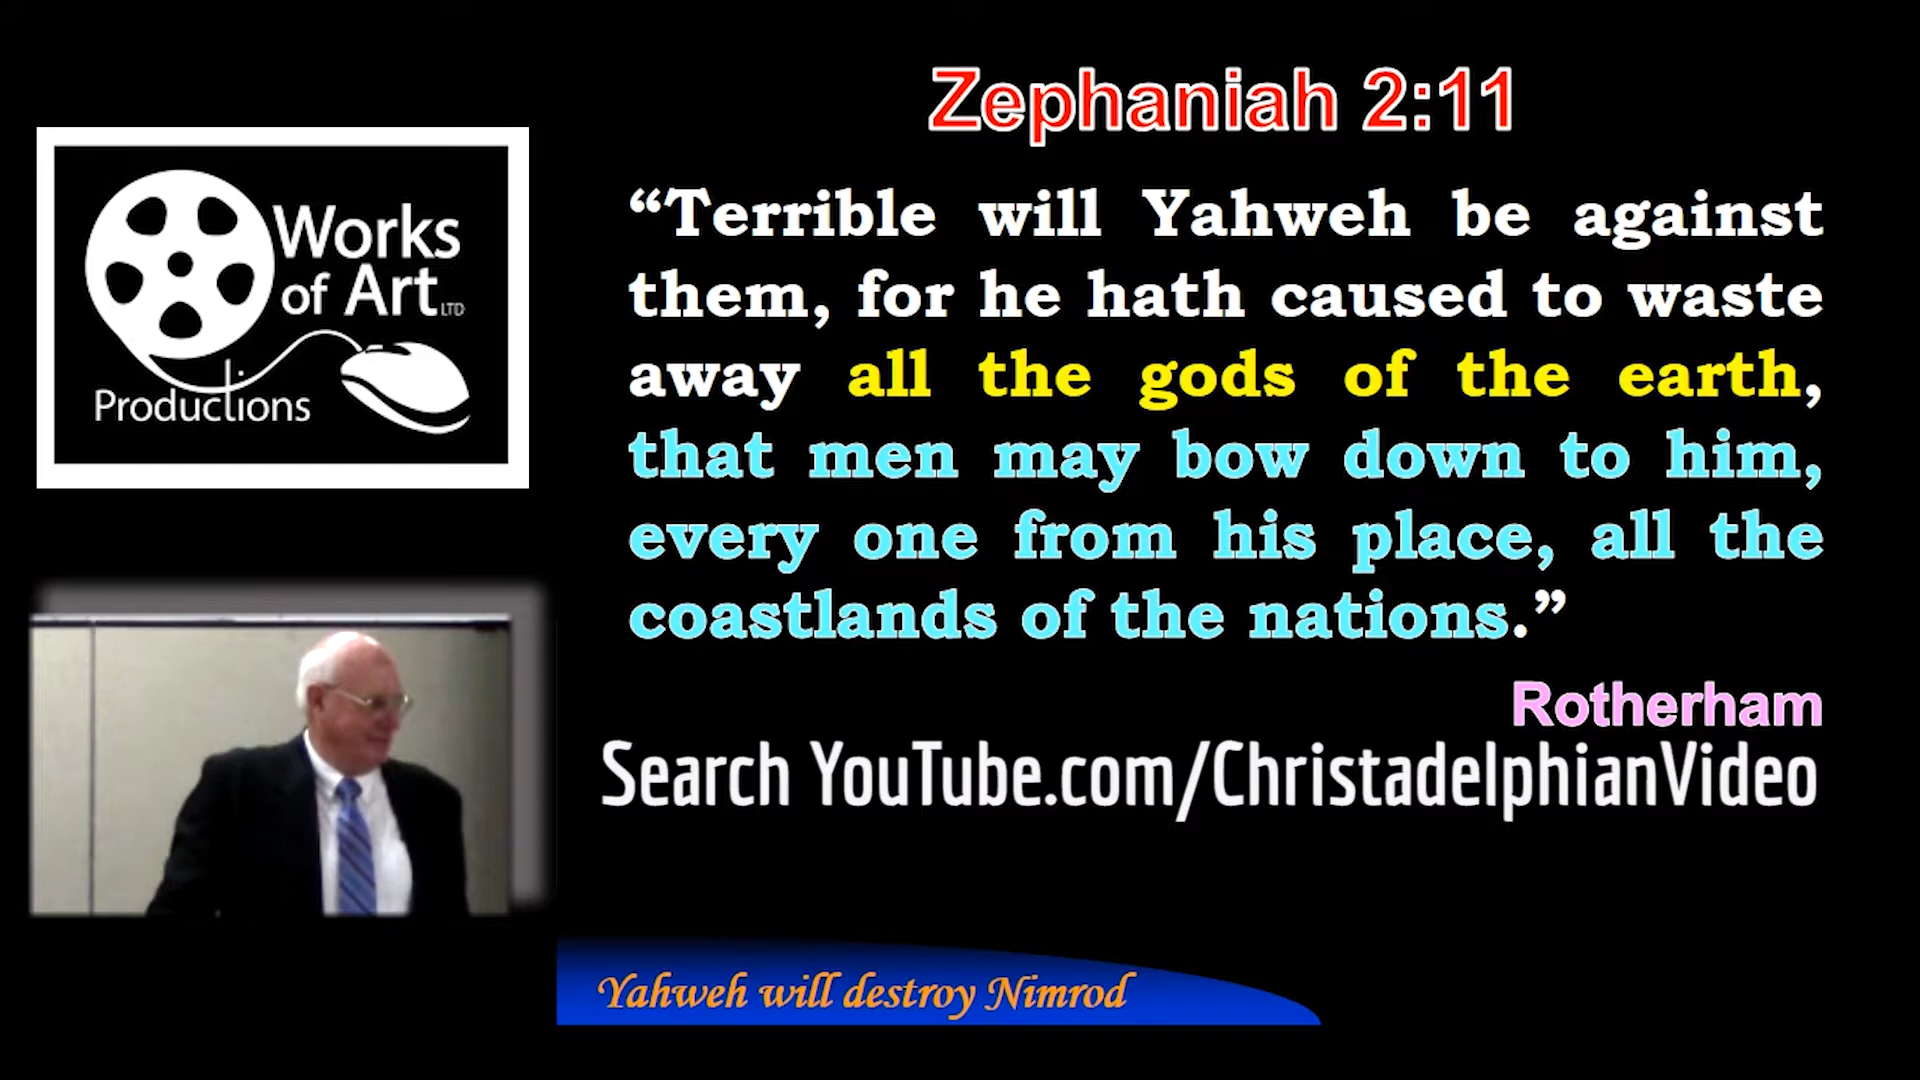 Works
of Art LTD
Productions
Zephaniah 2:11
“Terrible will Yahweh be against
them, for he hath caused to waste
away all the gods of the earth,
that men may bow down to him,
every one from his place, all the
coastlands of the nations.”
Rotherham
Search YouTube.com/ChristadelphianVideo
Yahweh will destroy Nimrod